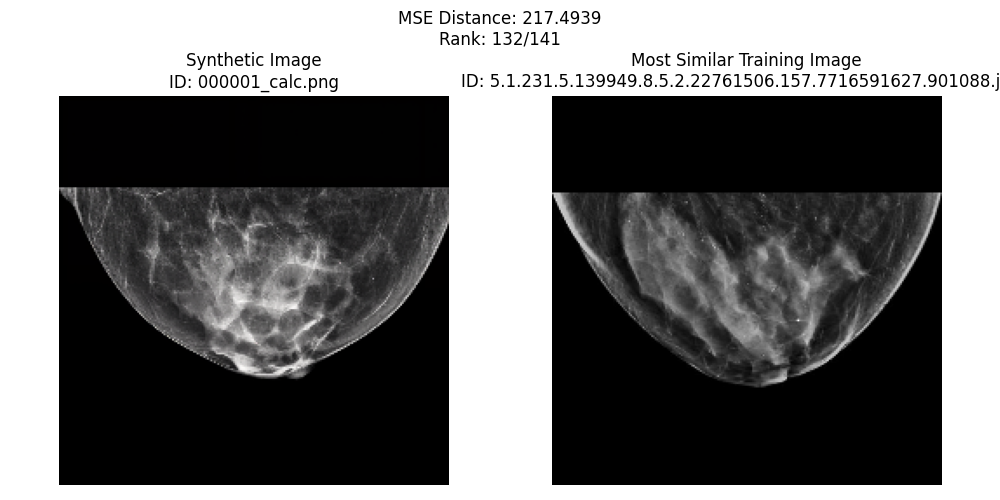 MSE Distance: 217.4939
Rank: 132/141
Synthetic Image
ID: 000001_calc.png
Most Similar Training Image
ID: 5.1.231.5.139949.8.5.2.22761506.157.7716591627.901088.j